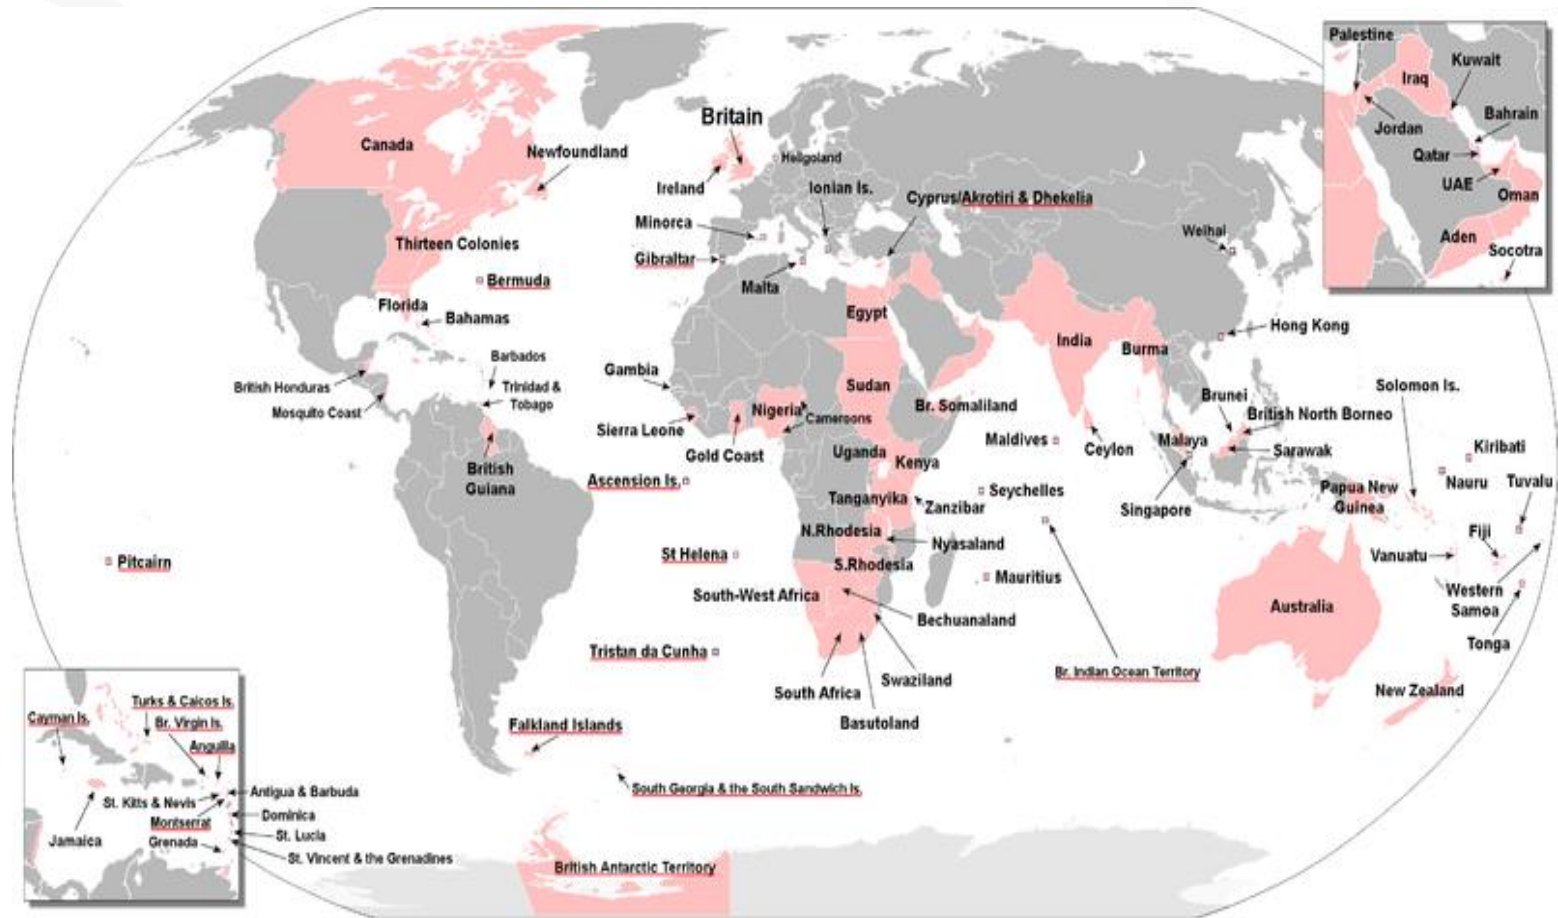 Palestine
Kuwait
Iraq
Bahrain
Jordan
Qatar
UAE
Oman
Aden
Socotra
Britain
Canada
Newfoundland
Heligoland
Ireland
Ionian Is.
Cyprus/Akrotiri & Dhekelia
Minorca
Weihai
Thirteen Colonies
Gibraltar
Bermuda
Malta
Florida
Bahamas
Egypt
Hong Kong
India
Burma
Barbados
Gambia
British Honduras
Trinidad &
Tobago
Mosquito Coast
Sudan
Solomon Is.
Brunei
British North Borneo
Nigeria
Cameroons
Br. Somaliland
Sierra Leone
Gold Coast
Maldives
Ceylon
Malaya
Sarawak
Kiribati
Uganda
Kenya
British
Guiana
Ascension Is.
Nauru
Tuvalu
Tanganyika
Zanzibar
Seychelles
Singapore
Papua New
Guinea
N.Rhodesia
Nyasaland
Fiji
Pitcairn
St Helena
S.Rhodesia
Mauritius
Vanuatu
South-West Africa
Australia
Western
Samoa
Bechuanaland
Tonga
Tristan da Cunha
Br. Indian Ocean Territory
Swaziland
South Africa
New Zealand
Basutoland
Falkland Islands
South Georgia & the South Sandwich Is.
British Antarctic Territory
Turks & Caicos Is.
Cayman Is.
Br. Virgin Is.
Anguilla
Antigua & Barbuda
St. Kitts & Nevis
Montserrat
Dominica
Jamaica
Grenada
St. Lucia
St. Vincent & the Grenadines